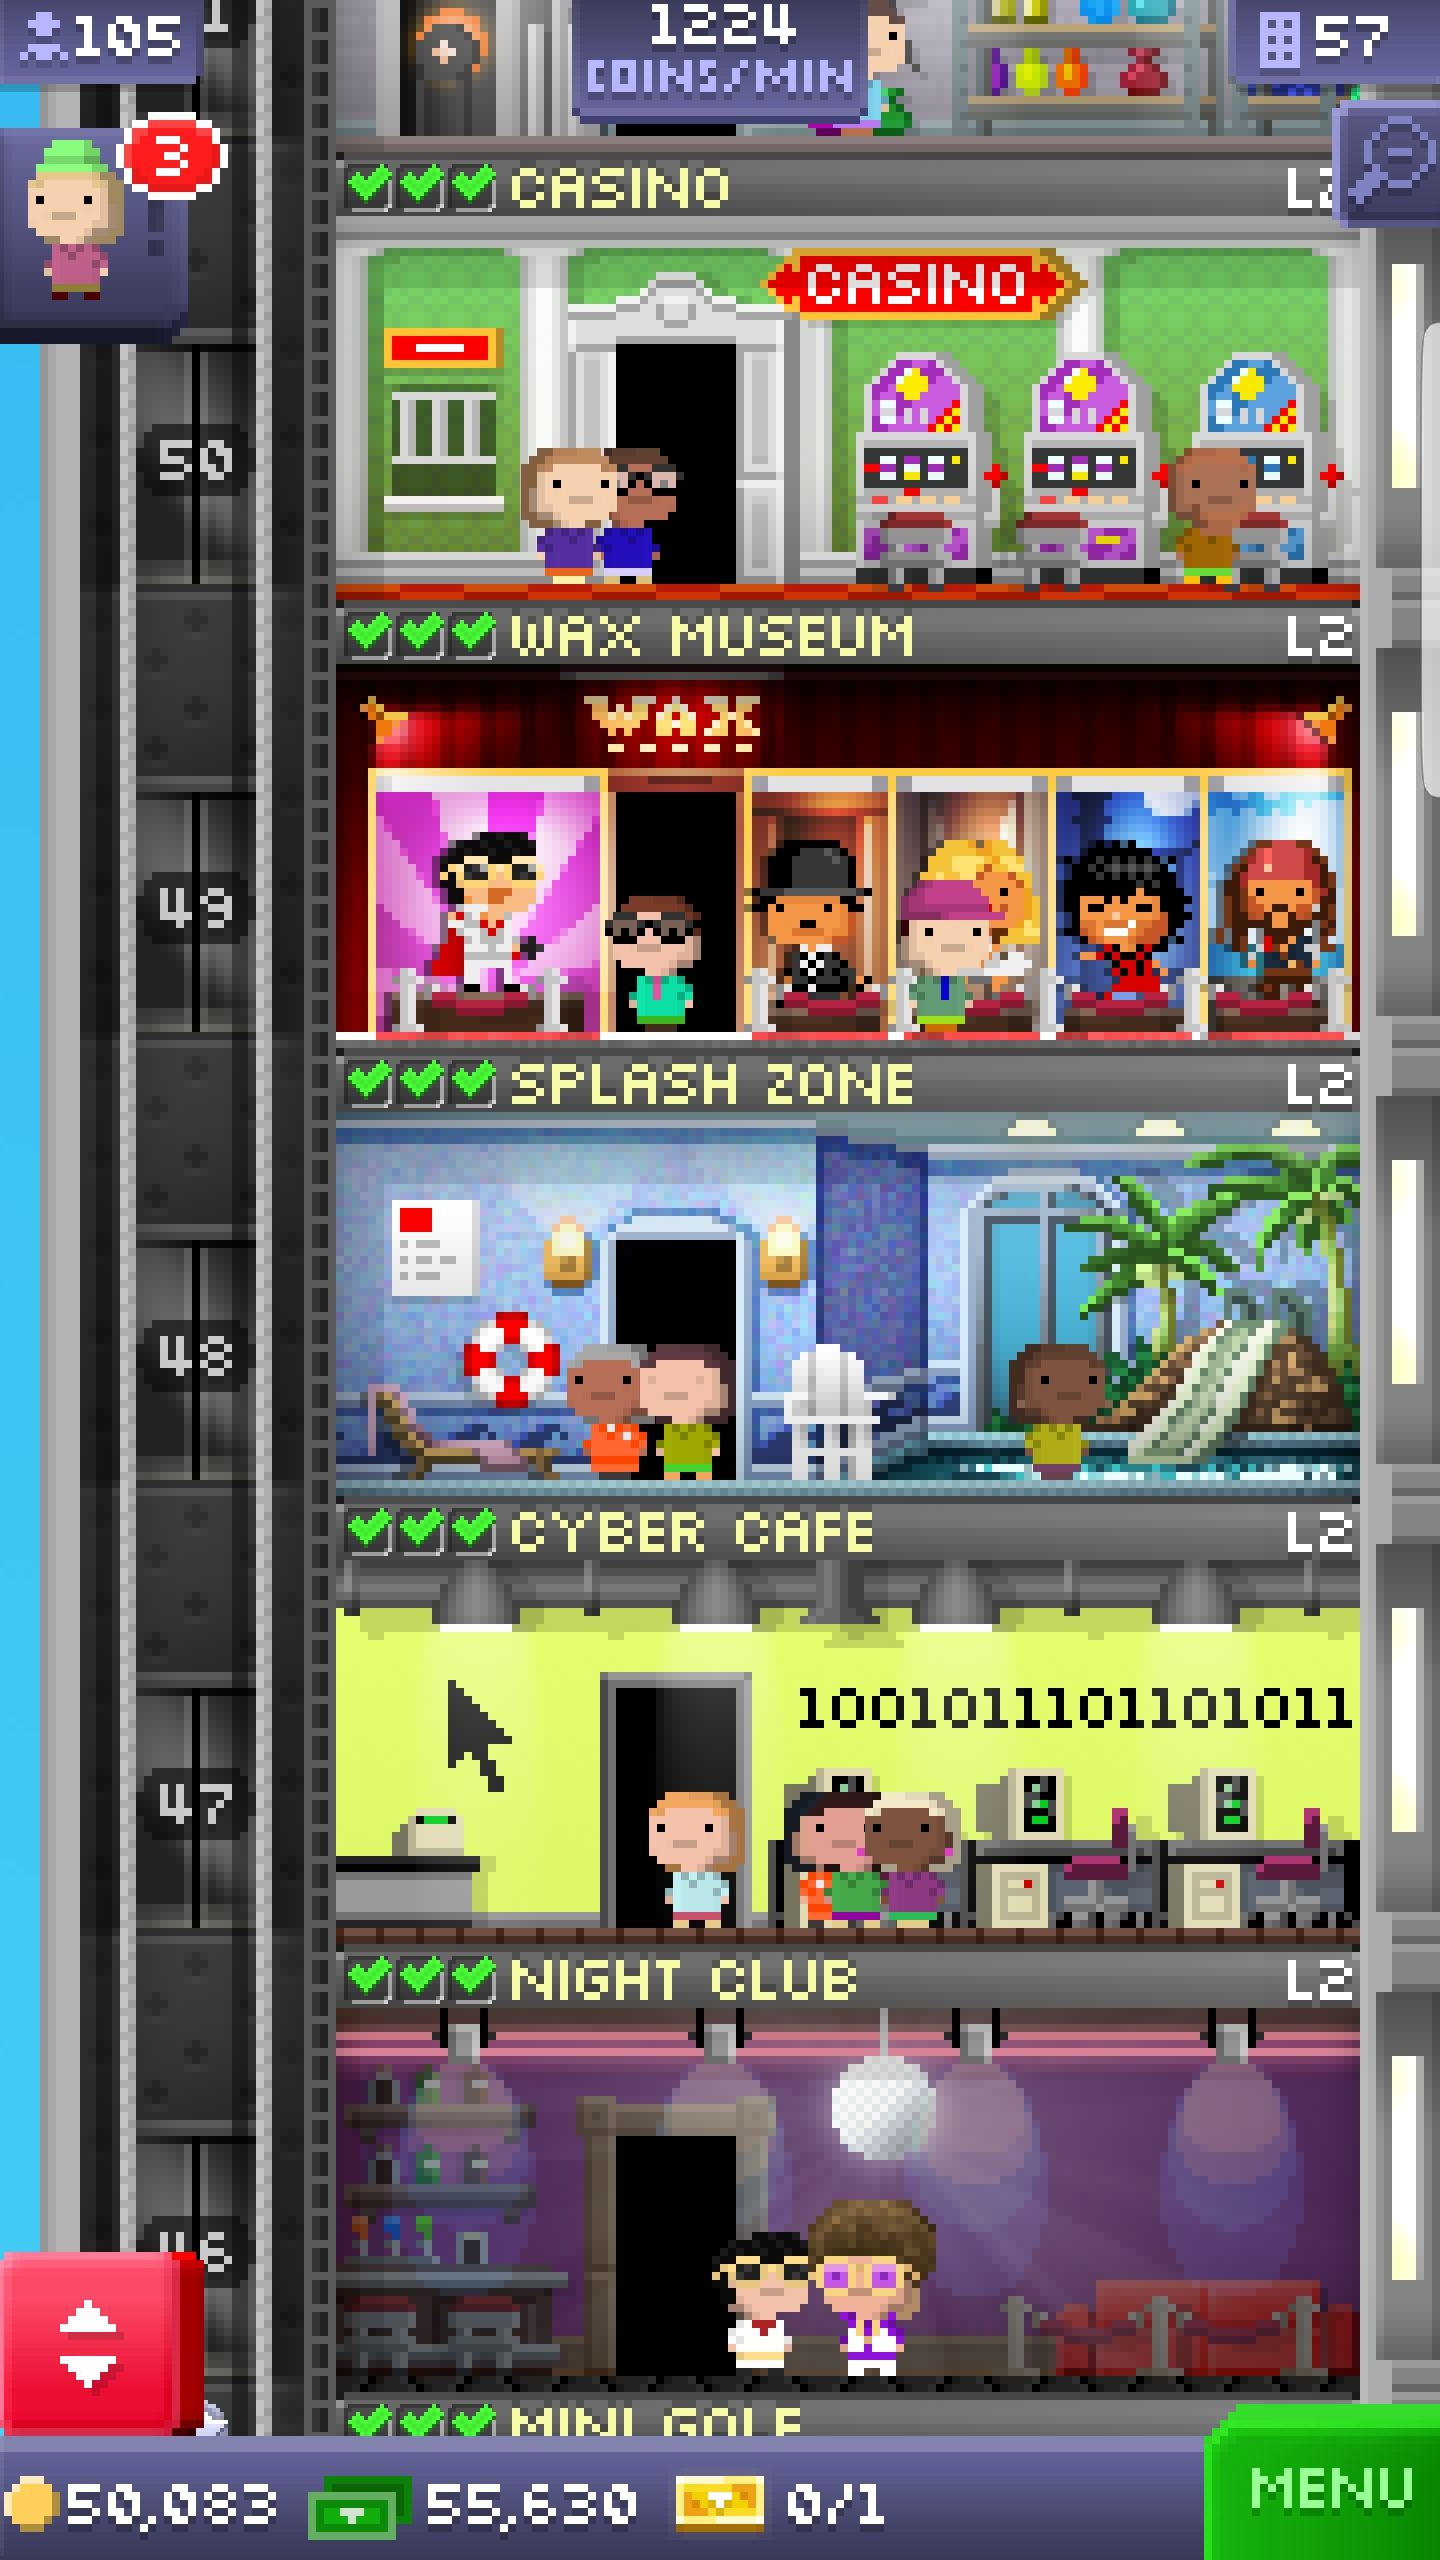 105
1224
COINS/MIN
57
3
CASINO
L2
CASINO
50
WAX MUSEUM
L2
WAX
49
SPLASH ZONE
L2
48
CYBER CAFE
L2
10010111101101011
47
NIGHT CLUB
L2
46
MINI GOLF
50,083
55,630
0/1
MENU